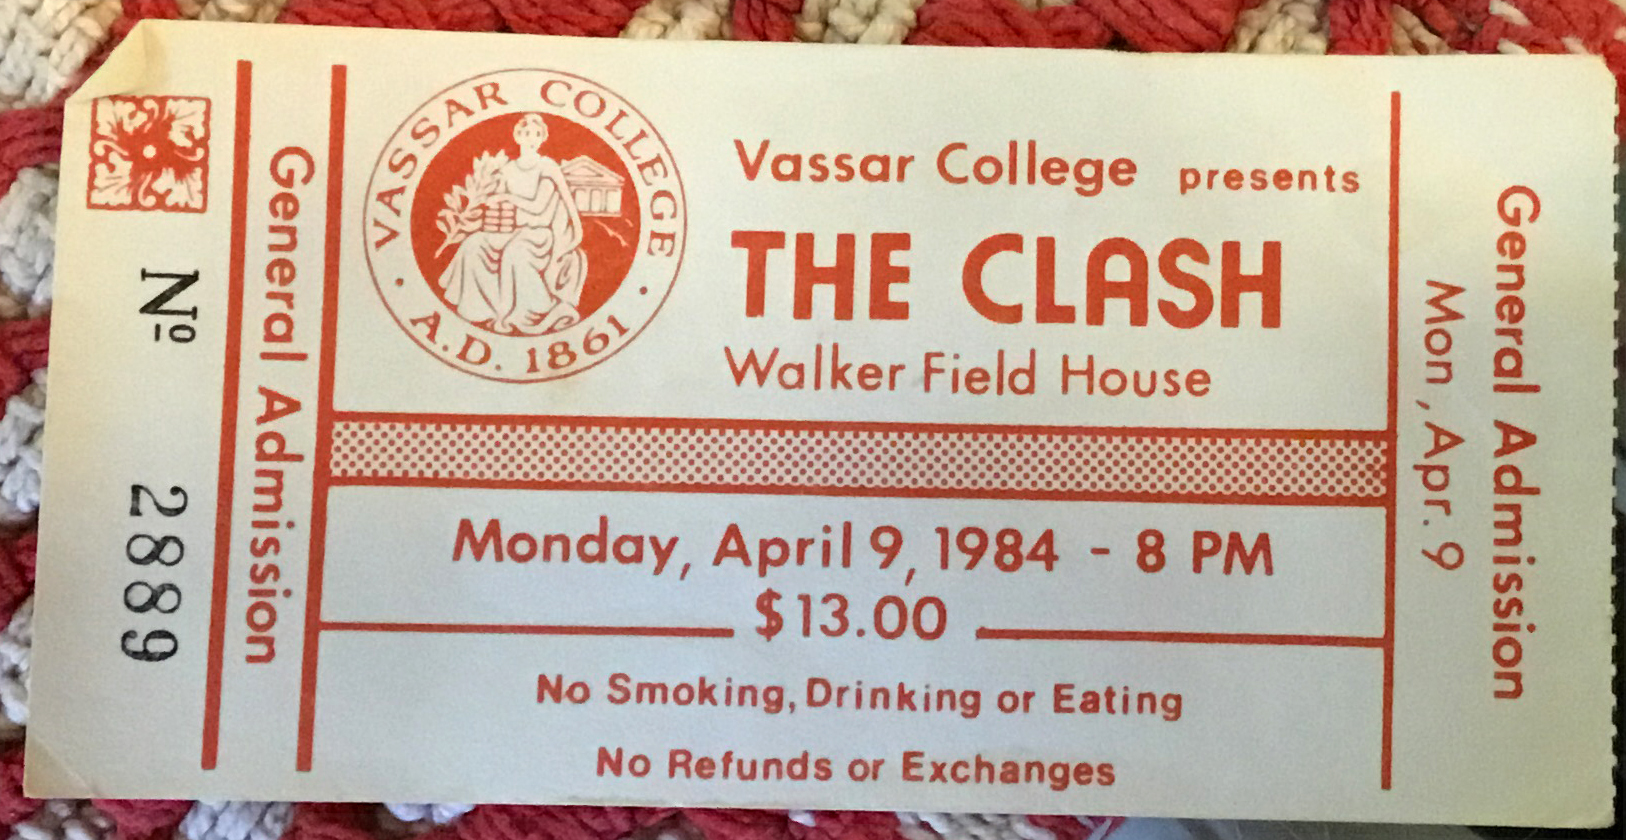 Nº 2889
General Admission
VASSAR COLLEGE
· A.D. 1861 ·
Vassar College presents
THE CLASH
Walker Field House
Monday, April 9, 1984 - 8 PM
$13.00
No Smoking, Drinking or Eating
No Refunds or Exchanges
General Admission
Mon, Apr. 9